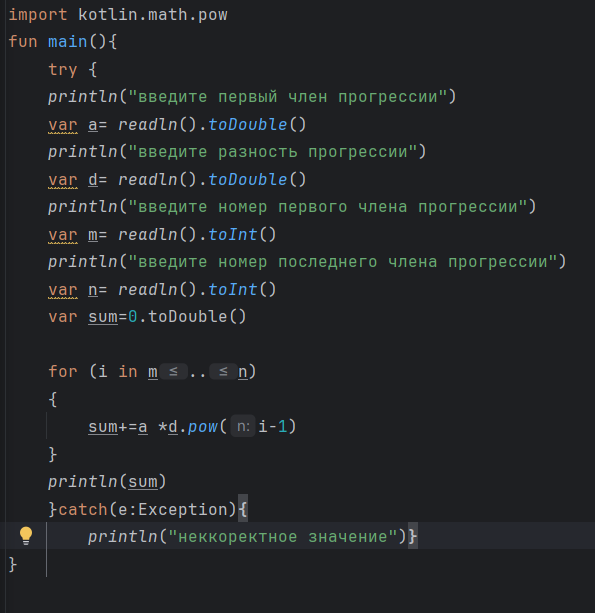 import kotlin.math.pow
fun main(){
    try {
    println("введите первый член прогрессии")
    var a= readln().toDouble()
    println("введите разность прогрессии")
    var d= readln().toDouble()
    println("введите номер первого члена прогрессии")
    var m= readln().toInt()
    println("введите номер последнего члена прогрессии")
    var n= readln().toInt()
    var sum=0.toDouble()

    for (i in m ≤ .. ≤ n)
    {
        sum+=a *d.pow( n: i-1)
    }
    println(sum)
    }catch(e:Exception){
        println("неккоректное значение")}
}